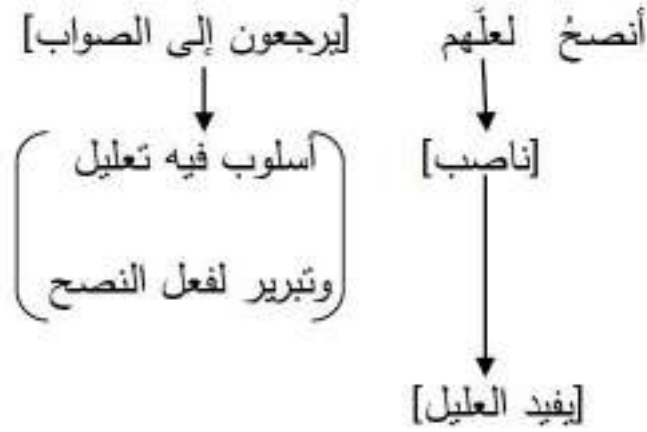 أنصحُ لعلّهم [يرجعون إلى الصواب]
[ناصب] أسلوب فيه تعليل
وتبرير لفعل النصح
[يفيد العليل]